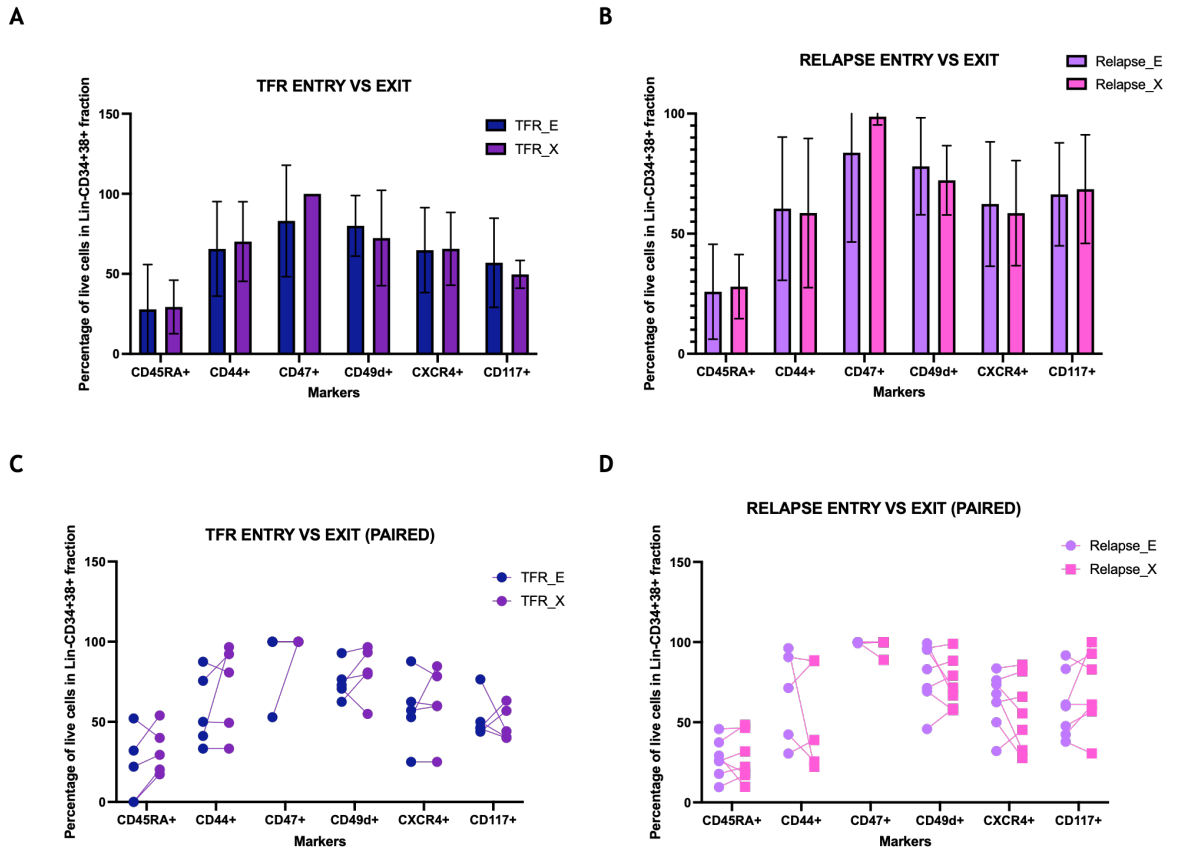 A
TFR ENTRY VS EXIT
Percentage of live cells in Lin-CD34+38+ fraction
150
100
50
0
TFR_E
TFR_X
CD45RA+ CD44+ CD47+ CD49d+ CXCR4+ CD117+
Markers
B
RELAPSE ENTRY VS EXIT
Percentage of live cells in Lin-CD34+38+ fraction
100
50
0
Relapse_E
Relapse_X
CD45RA+ CD44+ CD47+ CD49d+ CXCR4+ CD117+
Markers
C
TFR ENTRY VS EXIT (PAIRED)
Percentage of live cells in Lin-CD34+38+ fraction
150
100
50
0
TFR_E
TFR_X
CD45RA+ CD44+ CD47+ CD49d+ CXCR4+ CD117+
Markers
D
RELAPSE ENTRY VS EXIT (PAIRED)
Percentage of live cells in Lin-CD34+38+ fraction
150
100
50
0
Relapse_E
Relapse_X
CD45RA+ CD44+ CD47+ CD49d+ CXCR4+ CD117+
Markers